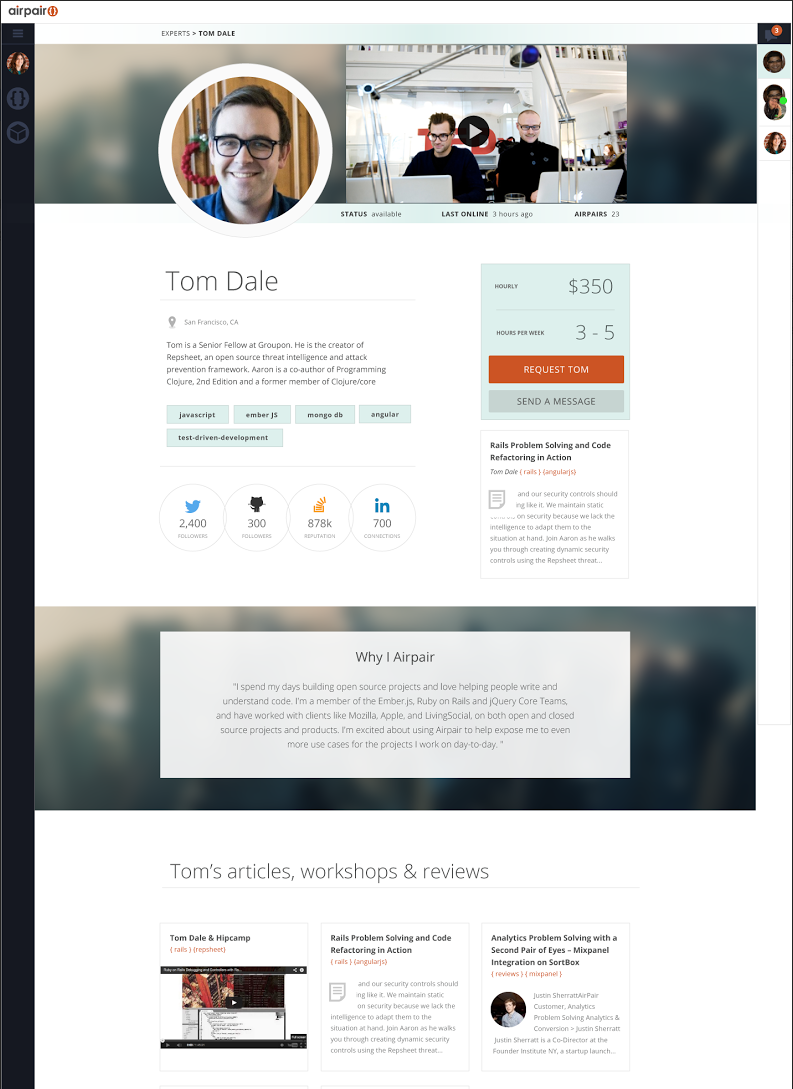 airpair
3
EXPERTS > TOM DALE
STATUS available
LAST ONLINE 3 hours ago
AIRPAIRS 23
Tom Dale
San Francisco, CA
Tom is a Senior Fellow at Groupon. He is the creator of
Repsheet, an open source threat intelligence and attack
prevention framework. Aaron is a co-author of Programming
Clojure, 2nd Edition and a former member of Clojure/core
javascript
ember JS
mongo db
angular
test-driven-development
2,400
FOLLOWERS
300
FOLLOWERS
878k
REPUTATION
700
CONNECTIONS
HOURLY
$350
HOURS PER WEEK
3 - 5
REQUEST TOM
SEND A MESSAGE
Rails Problem Solving and Code
Refactoring in Action
Tom Dale { rails } {angularjs}
and our security controls should
ing like it. We maintain static
on security because we lack the
intelligence to adapt them to the
situation at hand. Join Aaron as he walks
you through creating dynamic security
controls using the Repsheet threat...
Why I Airpair
"I spend my days building open source projects and love helping people write and
understand code. I'm a member of the Ember.js, Ruby on Rails and jQuery Core Teams,
and have worked with clients like Mozilla, Apple, and LivingSocial, on both open and closed
source projects and products. I'm excited about using Airpair to help expose me to even
more use cases for the projects I work on day-to-day. "
Tom's articles, workshops & reviews
Tom Dale & Hipcamp
{ rails } {repsheet}
Ruby on Rails Debugging and Controllers with Re...
Rails Problem Solving and Code
Refactoring in Action
{ rails } {angularjs}
and our security controls should
ing like it. We maintain static
on security because we lack the
intelligence to adapt them to the
situation at hand. Join Aaron as he walks
you through creating dynamic security
controls using the Repsheet threat...
Analytics Problem Solving with a
Second Pair of Eyes – Mixpanel
Integration on SortBox
{ reviews } { mixpanel }
Justin SherrattAirPair
Customer, Analytics
Problem Solving Analytics &
Conversion > Justin Sherratt
Justin Sherratt is a Co-Director at the
Founder Institute NY, a startup launch...